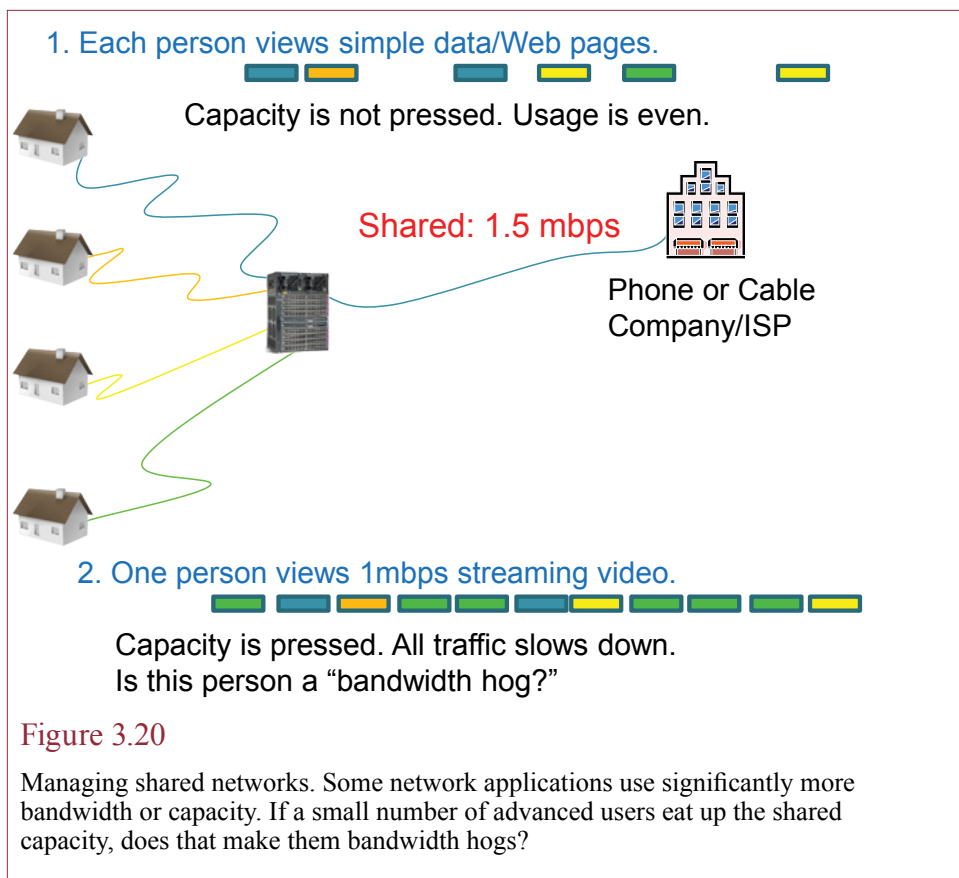 1. Each person views simple data/Web pages.
Capacity is not pressed. Usage is even.
Shared: 1.5 mbps
Phone or Cable
Company/ISP
2. One person views 1mbps streaming video.
Capacity is pressed. All traffic slows down.
Is this person a “bandwidth hog?”
Figure 3.20
Managing shared networks. Some network applications use significantly more
bandwidth or capacity. If a small number of advanced users eat up the shared
capacity, does that make them bandwidth hogs?